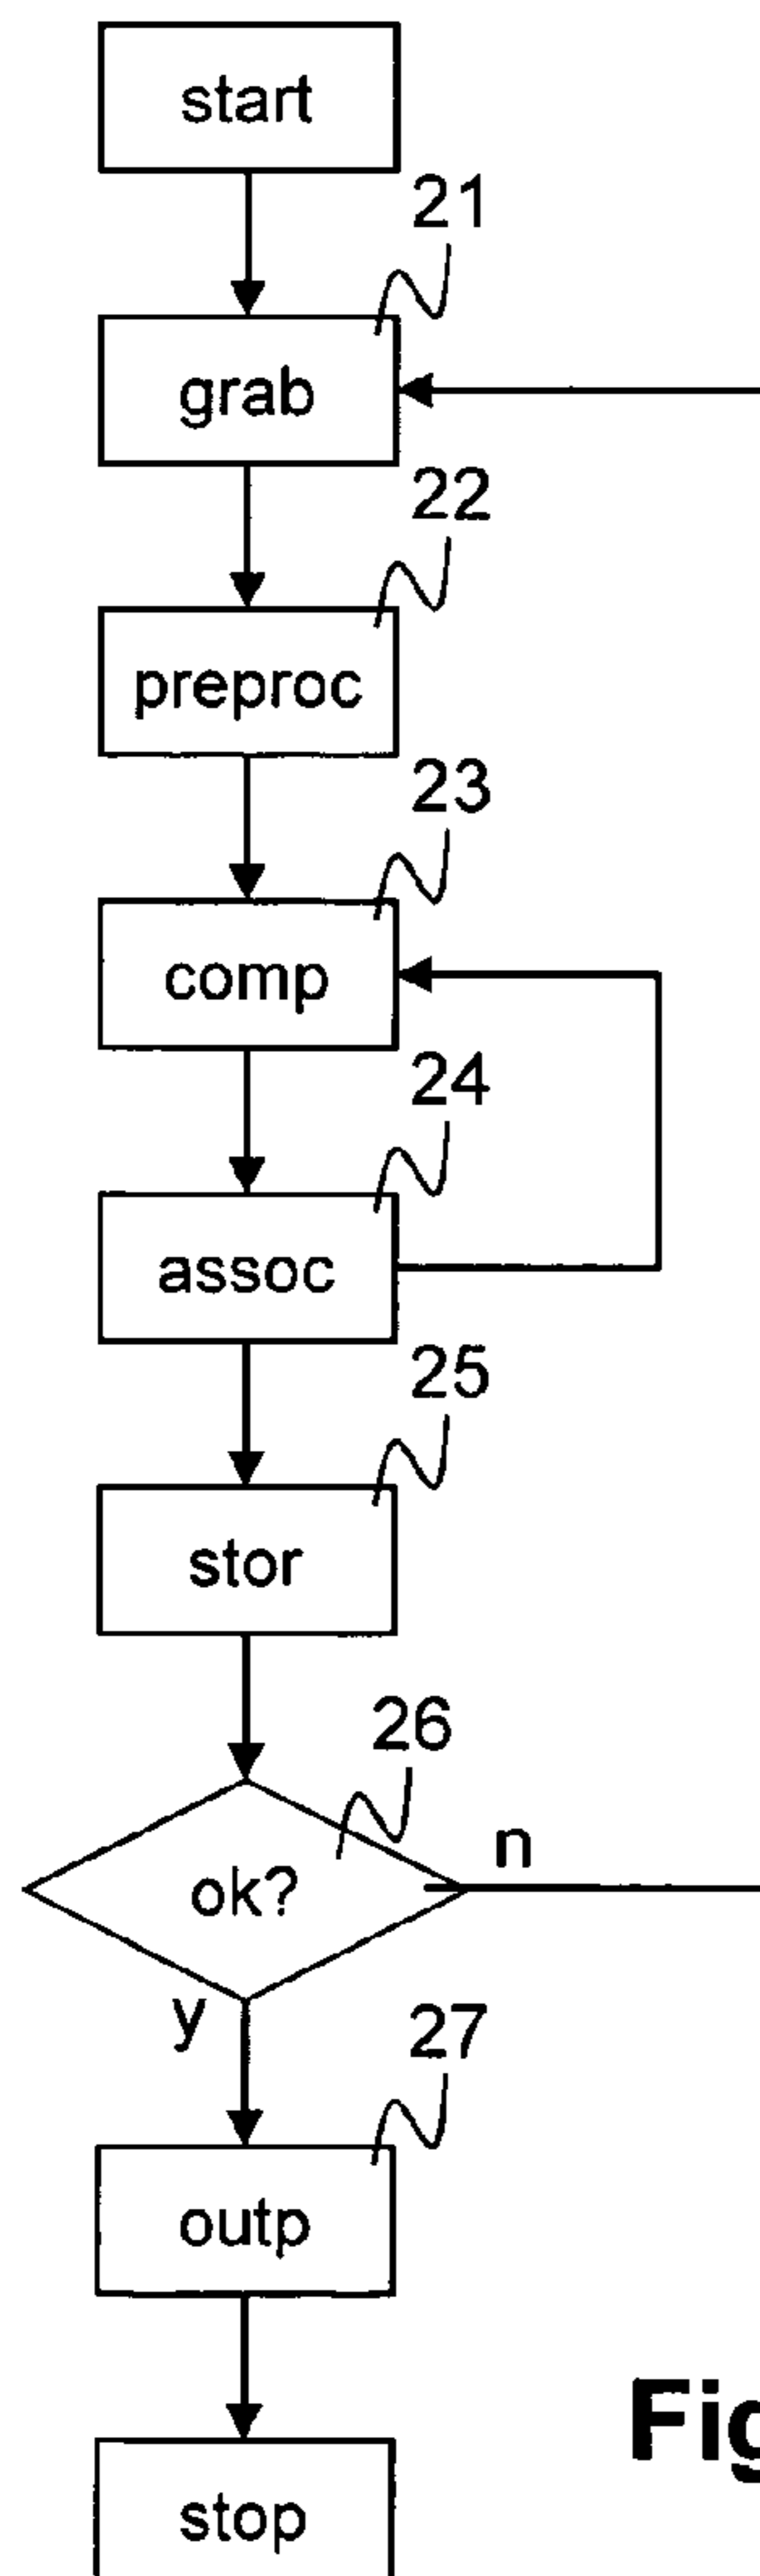 start
21
grab
22
preproc
23
comp
24
assoc
25
stor
26
ok?
n
y
27
outp
stop